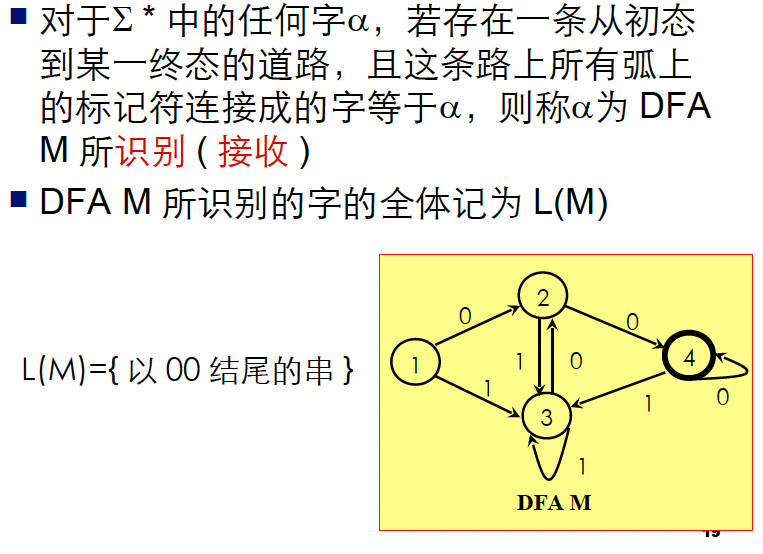 对于Σ * 中的任何字α，若存在一条从初态
到某一终态的道路，且这条路上所有弧上
的标记符连接成的字等于α，则称α为 DFA
M 所识别 ( 接收 )
DFA M 所识别的字的全体记为 L(M)
L(M)={ 以 00 结尾的串 }
2
0
0
1
1
0
4
1
3
1
0
1
DFA M
19